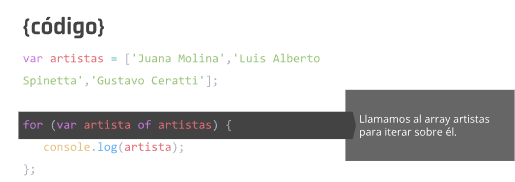 {código}
var artistas = ['Juana Molina','Luis Alberto
Spinetta','Gustavo Ceratti'];
for (var artista of artistas) {
Llamamos al array artistas
para iterar sobre él.
console.log(artista);
};